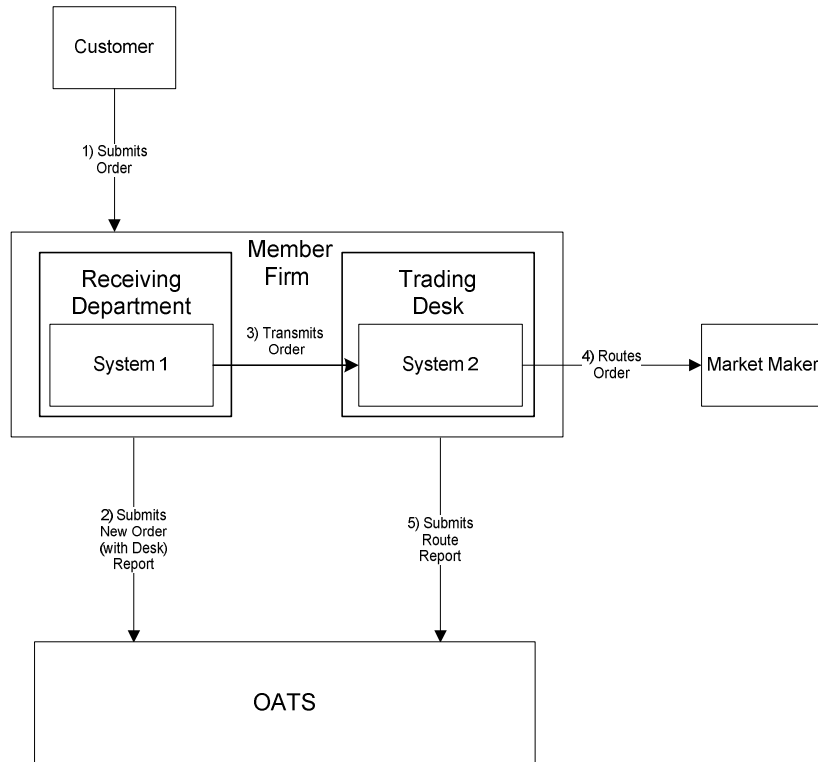 Customer
1) Submits
Order
Member
Firm
Receiving
Department
System 1
3) Transmits
Order
Trading
Desk
System 2
4) Routes
Order
Market Maker
2) Submits
New Order
(with Desk)
Report
5) Submits
Route
Report
OATS